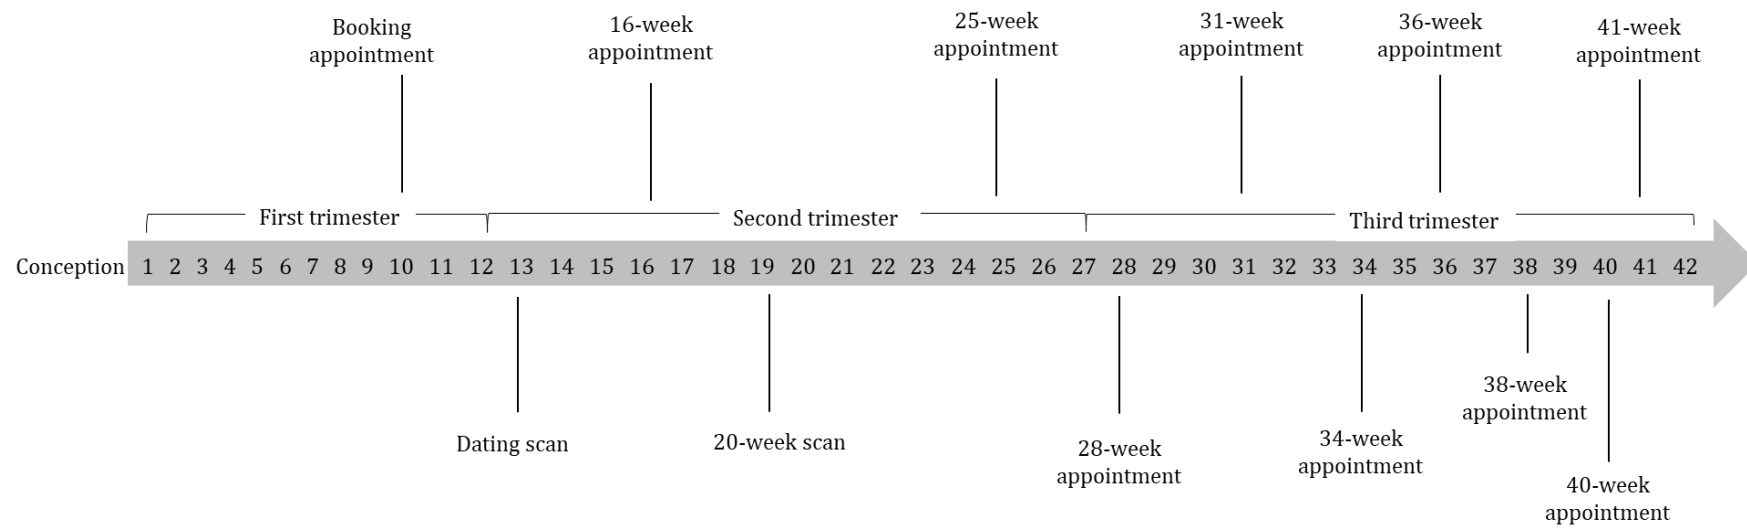 Booking
appointment
16-week
appointment
25-week
appointment
31-week
appointment
36-week
appointment
41-week
appointment
First trimester
Second trimester
Third trimester
Conception 1 2 3 4 5 6 7 8 9 10 11 12 13 14 15 16 17 18 19 20 21 22 23 24 25 26 27 28 29 30 31 32 33 34 35 36 37 38 39 40 41 42
Dating scan
20-week scan
28-week
appointment
34-week
appointment
38-week
appointment
40-week
appointment